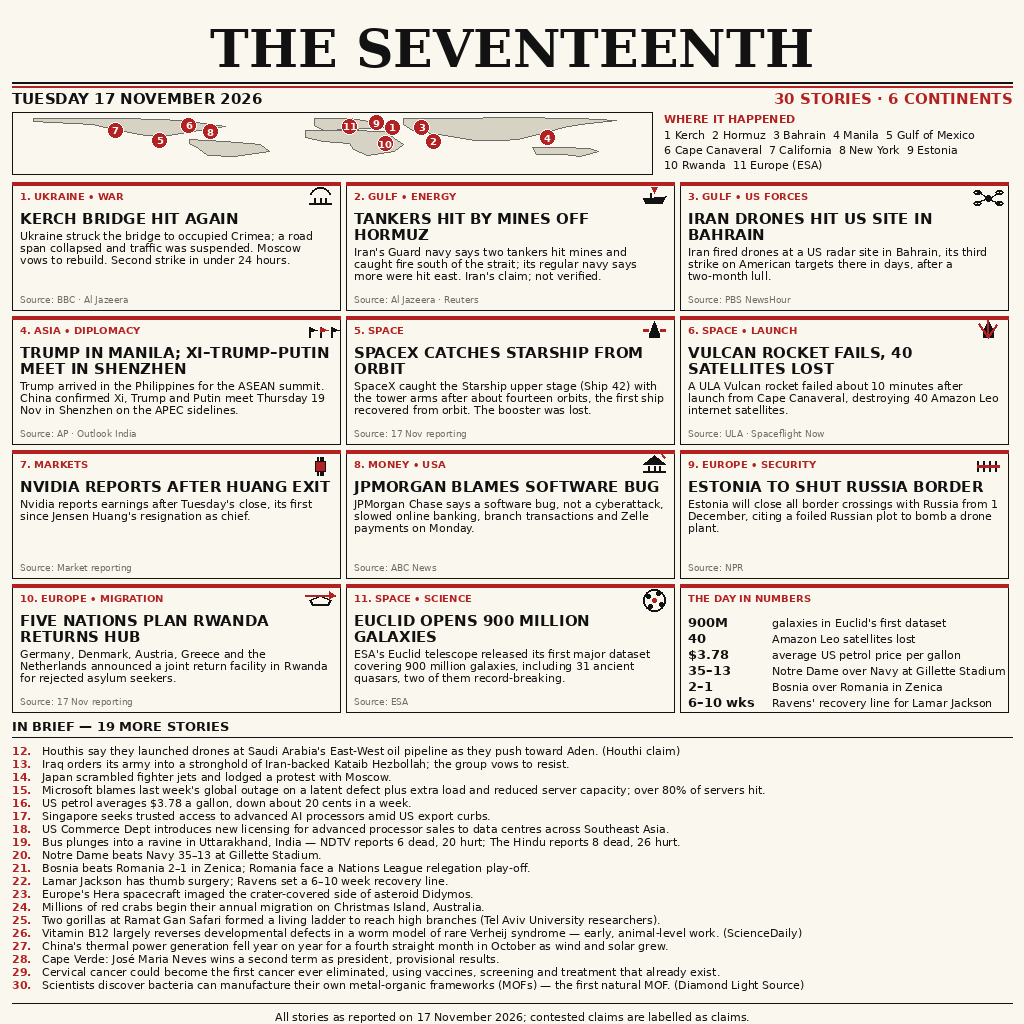 THE SEVENTEENTH
TUESDAY 17 NOVEMBER 2026
30 STORIES · 6 CONTINENTS
7
5
6
8
11
9
1
10
3
2
4
WHERE IT HAPPENED
1 Kerch 2 Hormuz 3 Bahrain 4 Manila 5 Gulf of Mexico
6 Cape Canaveral 7 California 8 New York 9 Estonia
10 Rwanda 11 Europe (ESA)
1. UKRAINE • WAR
KERCH BRIDGE HIT AGAIN
Ukraine struck the bridge to occupied Crimea; a road
span collapsed and traffic was suspended. Moscow
vows to rebuild. Second strike in under 24 hours.
Source: BBC · Al Jazeera
2. GULF • ENERGY
TANKERS HIT BY MINES OFF
HORMUZ
Iran's Guard navy says two tankers hit mines and
caught fire south of the strait; its regular navy says
more were hit east. Iran's claim; not verified.
Source: Al Jazeera · Reuters
3. GULF • US FORCES
IRAN DRONES HIT US SITE IN
BAHRAIN
Iran fired drones at a US radar site in Bahrain, its third
strike on American targets there in days, after a
two-month lull.
Source: PBS NewsHour
4. ASIA • DIPLOMACY
TRUMP IN MANILA; XI–TRUMP–PUTIN
MEET IN SHENZHEN
Trump arrived in the Philippines for the ASEAN summit.
China confirmed Xi, Trump and Putin meet Thursday 19
Nov in Shenzhen on the APEC sidelines.
Source: AP · Outlook India
5. SPACE
SPACEX CATCHES STARSHIP FROM
ORBIT
SpaceX caught the Starship upper stage (Ship 42) with
the tower arms after about fourteen orbits, the first ship
recovered from orbit. The booster was lost.
Source: 17 Nov reporting
6. SPACE • LAUNCH
VULCAN ROCKET FAILS, 40
SATELLITES LOST
A ULA Vulcan rocket failed about 10 minutes after
launch from Cape Canaveral, destroying 40 Amazon Leo
internet satellites.
Source: ULA · Spaceflight Now
7. MARKETS
NVIDIA REPORTS AFTER HUANG EXIT
Nvidia reports earnings after Tuesday's close, its first
since Jensen Huang's resignation as chief.
Source: Market reporting
8. MONEY • USA
JPMORGAN BLAMES SOFTWARE BUG
JPMorgan Chase says a software bug, not a cyberattack,
slowed online banking, branch transactions and Zelle
payments on Monday.
Source: ABC News
9. EUROPE • SECURITY
ESTONIA TO SHUT RUSSIA BORDER
Estonia will close all border crossings with Russia from 1
December, citing a foiled Russian plot to bomb a drone
plant.
Source: NPR
10. EUROPE • MIGRATION
FIVE NATIONS PLAN RWANDA
RETURNS HUB
Germany, Denmark, Austria, Greece and the
Netherlands announced a joint return facility in Rwanda
for rejected asylum seekers.
Source: 17 Nov reporting
11. SPACE • SCIENCE
EUCLID OPENS 900 MILLION
GALAXIES
ESA's Euclid telescope released its first major dataset
covering 900 million galaxies, including 31 ancient
quasars, two of them record-breaking.
Source: ESA
THE DAY IN NUMBERS
900M galaxies in Euclid's first dataset
40 Amazon Leo satellites lost
$3.78 average US petrol price per gallon
35–13 Notre Dame over Navy at Gillette Stadium
2–1 Bosnia over Romania in Zenica
6–10 wks Ravens' recovery line for Lamar Jackson
IN BRIEF — 19 MORE STORIES
12. Houthis say they launched drones at Saudi Arabia's East-West oil pipeline as they push toward Aden. (Houthi claim)
13. Iraq orders its army into a stronghold of Iran-backed Kataib Hezbollah; the group vows to resist.
14. Japan scrambled fighter jets and lodged a protest with Moscow.
15. Microsoft blames last week's global outage on a latent defect plus extra load and reduced server capacity; over 80% of servers hit.
16. US petrol averages $3.78 a gallon, down about 20 cents in a week.
17. Singapore seeks trusted access to advanced AI processors amid US export curbs.
18. US Commerce Dept introduces new licensing for advanced processor sales to data centres across Southeast Asia.
19. Bus plunges into a ravine in Uttarakhand, India — NDTV reports 6 dead, 20 hurt; The Hindu reports 8 dead, 26 hurt.
20. Notre Dame beats Navy 35–13 at Gillette Stadium.
21. Bosnia beats Romania 2–1 in Zenica; Romania face a Nations League relegation play-off.
22. Lamar Jackson has thumb surgery; Ravens set a 6–10 week recovery line.
23. Europe's Hera spacecraft imaged the crater-covered side of asteroid Didymos.
24. Millions of red crabs begin their annual migration on Christmas Island, Australia.
25. Two gorillas at Ramat Gan Safari formed a living ladder to reach high branches (Tel Aviv University researchers).
26. Vitamin B12 largely reverses developmental defects in a worm model of rare Verheij syndrome — early, animal-level work. (ScienceDaily)
27. China's thermal power generation fell year on year for a fourth straight month in October as wind and solar grew.
28. Cape Verde: José Maria Neves wins a second term as president, provisional results.
29. Cervical cancer could become the first cancer ever eliminated, using vaccines, screening and treatment that already exist.
30. Scientists discover bacteria can manufacture their own metal-organic frameworks (MOFs) — the first natural MOF. (Diamond Light Source)
All stories as reported on 17 November 2026; contested claims are labelled as claims.